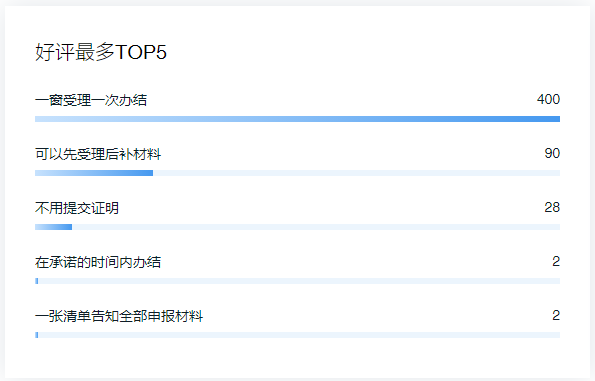 好评最多TOP5
一窗受理一次办结 400
可以先受理后补材料 90
不用提交证明 28
在承诺的时间内办结 2
一张清单告知全部申报材料 2